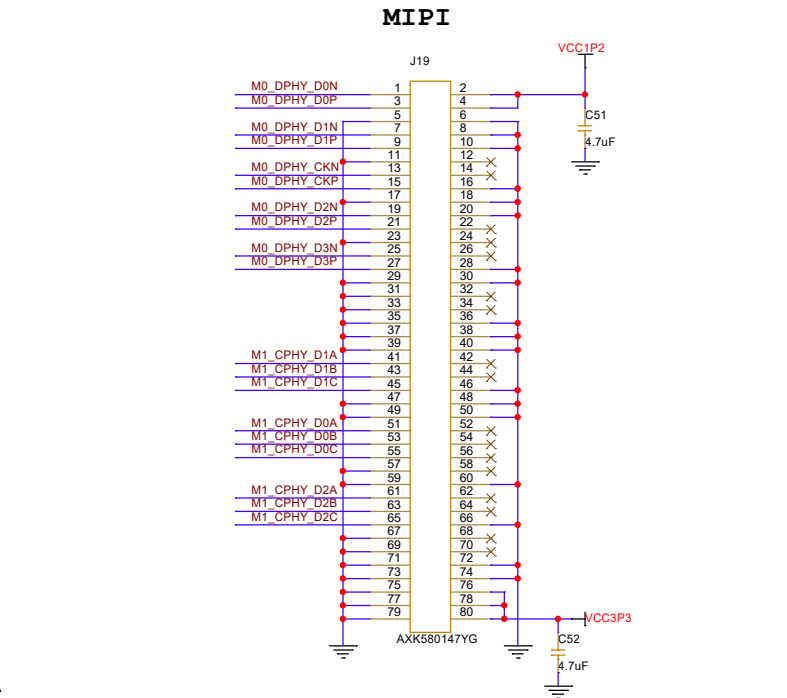 MIPI
VCC1P2
J19
M0_DPHY_D0N 1 2
M0_DPHY_D0P 3 4
5 6
C51
M0_DPHY_D1N 7 8
M0_DPHY_D1P 9 10
4.7uF
11 12
M0_DPHY_CKN 13 14
M0_DPHY_CKP 15 16
17 18
M0_DPHY_D2N 19 20
M0_DPHY_D2P 21 22
23 24
M0_DPHY_D3N 25 26
M0_DPHY_D3P 27 28
29 30
31 32
33 34
35 36
37 38
39 40
M1_CPHY_D1A 41 42
M1_CPHY_D1B 43 44
M1_CPHY_D1C 45 46
47 48
49 50
M1_CPHY_D0A 51 52
M1_CPHY_D0B 53 54
M1_CPHY_D0C 55 56
57 58
59 60
M1_CPHY_D2A 61 62
M1_CPHY_D2B 63 64
M1_CPHY_D2C 65 66
67 68
69 70
71 72
73 74
75 76
77 78
79 80
VCC3P3
AXK580147YG
C52
4.7uF